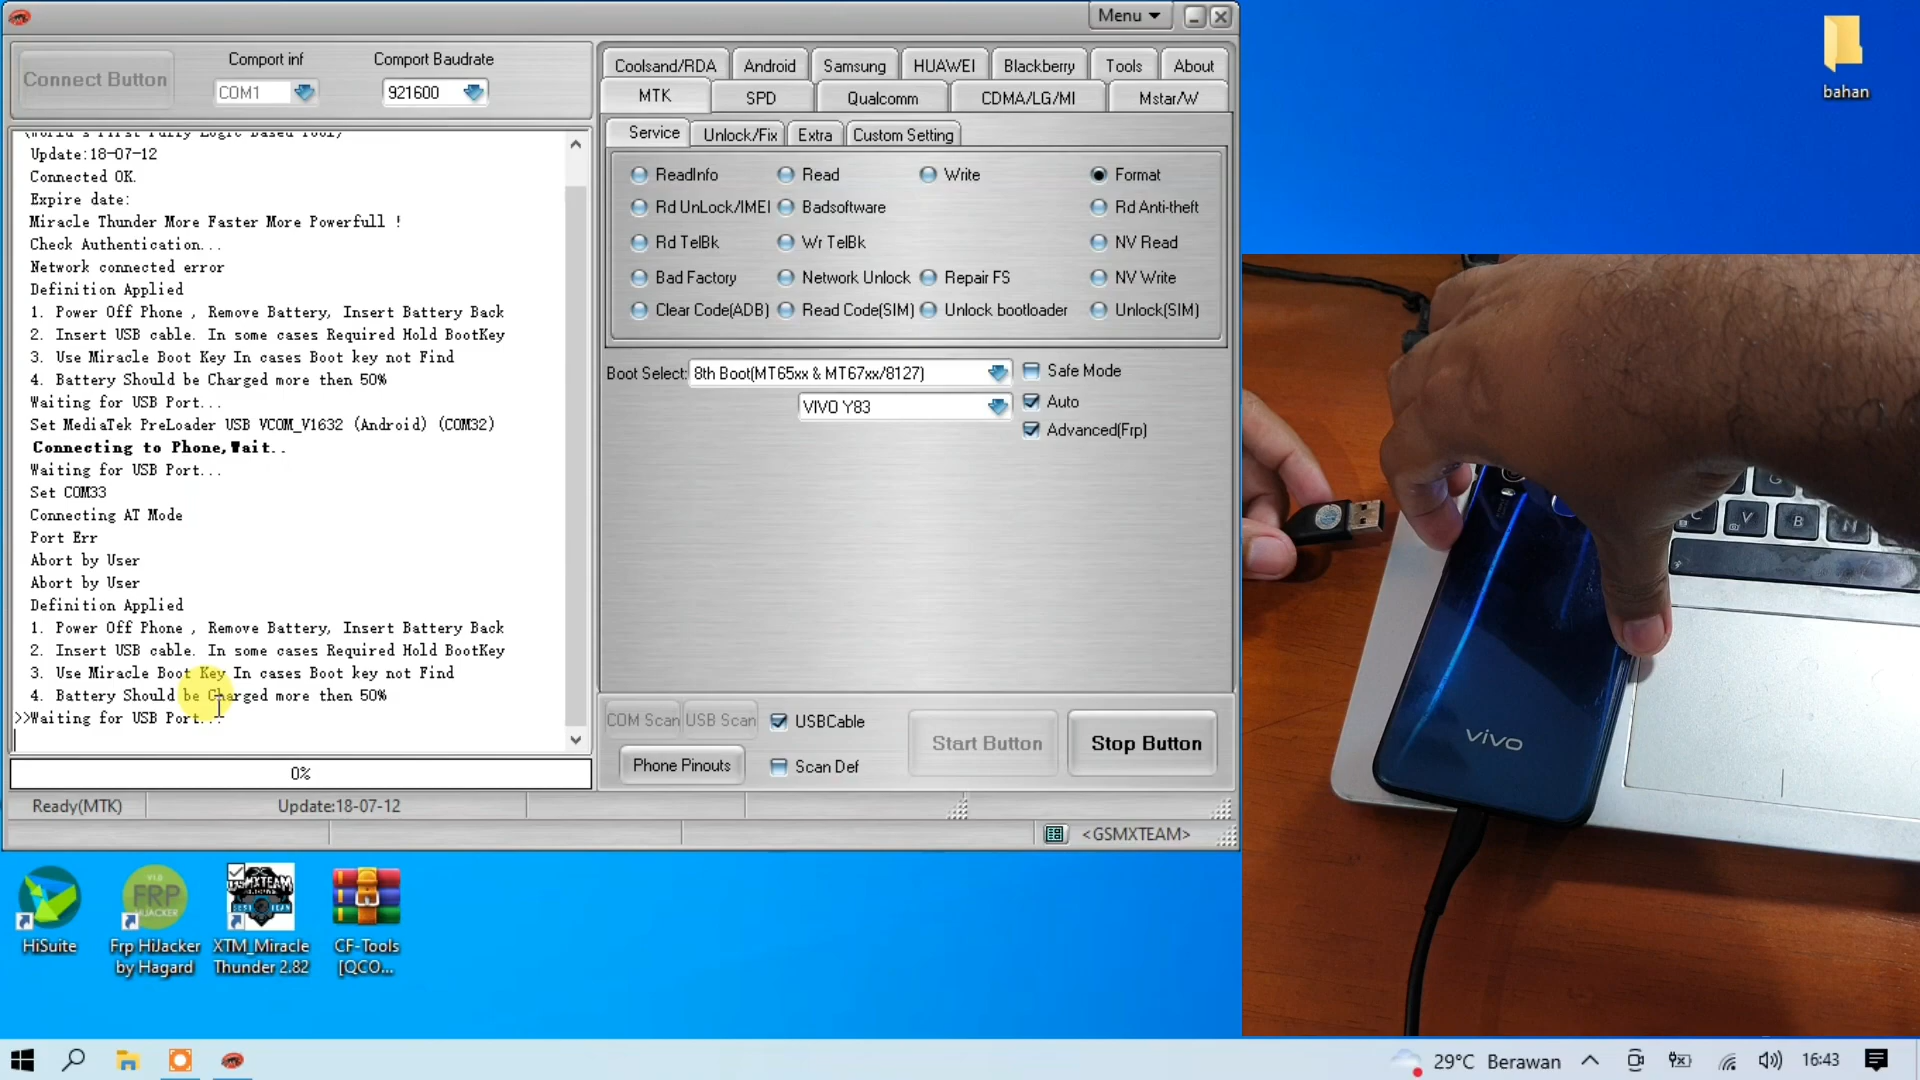 Menu
Connect Button
Comport inf
COM1
Comport Baudrate
921600
(World's First Fully Logic Based Tool)
Update:18-07-12
Connected OK.
Expire date:
Miracle Thunder More Faster More Powerfull !
Check Authentication...
Network connected error
Definition Applied
1. Power Off Phone , Remove Battery, Insert Battery Back
2. Insert USB cable. In some cases Required Hold BootKey
3. Use Miracle Boot Key In cases Boot key not Find
4. Battery Should be Charged more then 50%
Waiting for USB Port...
Set MediaTek PreLoader USB VCOM_V1632 (Android) (COM32)
Connecting to Phone,Wait..
Waiting for USB Port...
Set COM33
Connecting AT Mode
Port Err
Abort by User
Abort by User
Definition Applied
1. Power Off Phone , Remove Battery, Insert Battery Back
2. Insert USB cable. In some cases Required Hold BootKey
3. Use Miracle Boot Key In cases Boot key not Find
4. Battery Should be Charged more then 50%
>>Waiting for USB Port...
0%
Ready(MTK)
Update:18-07-12
Coolsand/RDA Android Samsung HUAWEI Blackberry Tools About
MTK SPD Qualcomm CDMA/LG/MI Mstar/W
Service Unlock/Fix Extra Custom Setting
ReadInfo Read Write Format
Rd UnLock/IMEI Badsoftware Rd Anti-theft
Rd TelBk Wr TelBk NV Read
Bad Factory Network Unlock Repair FS NV Write
Clear Code(ADB) Read Code(SIM) Unlock bootloader Unlock(SIM)
Boot Select: 8th Boot(MT65xx & MT67xx/8127) Safe Mode
VIVO Y83 Auto
Advanced(Frp)
COM Scan USB Scan USBCable
Phone Pinouts Scan Def
Start Button
Stop Button
<GSMXTEAM>
bahan
C V B N
vivo
V1.0
FRP
HIJACKER
GSMXTEAM
HiSuite
Frp HiJacker
by Hagard
XTM_Miracle
Thunder 2.82
CF-Tools
[QCO...
29°C Berawan
16:43